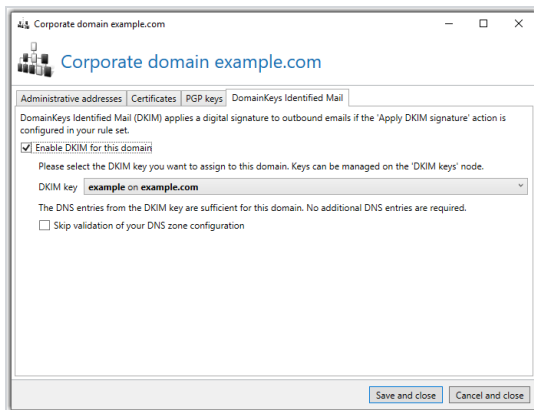 Corporate domain example.com
Corporate domain example.com
Administrative addresses Certificates PGP keys DomainKeys Identified Mail
DomainKeys Identified Mail (DKIM) applies a digital signature to outbound emails if the 'Apply DKIM signature' action is
configured in your rule set.
Enable DKIM for this domain
Please select the DKIM key you want to assign to this domain. Keys can be managed on the 'DKIM keys' node.
DKIM key example on example.com
The DNS entries from the DKIM key are sufficient for this domain. No additional DNS entries are required.
Skip validation of your DNS zone configuration
Save and close Cancel and close